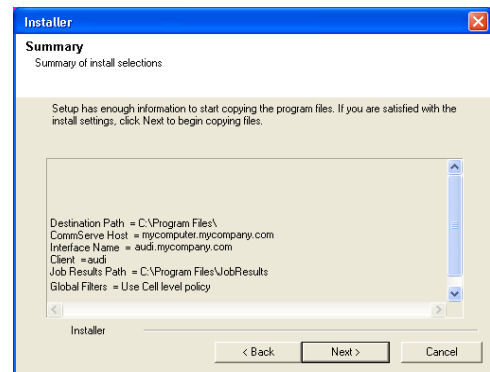 Installer
Summary
Summary of install selections
Setup has enough information to start copying the program files. If you are satisfied with the
install settings, click Next to begin copying files.
Destination Path = C:\Program Files\
CommServe Host = mycomputer.mycompany.com
Interface Name = audi.mycompany.com
Client =audi
Job Results Path = C:\Program Files\JobResults
Global Filters = Use Cell level policy
Installer
< Back Next > Cancel